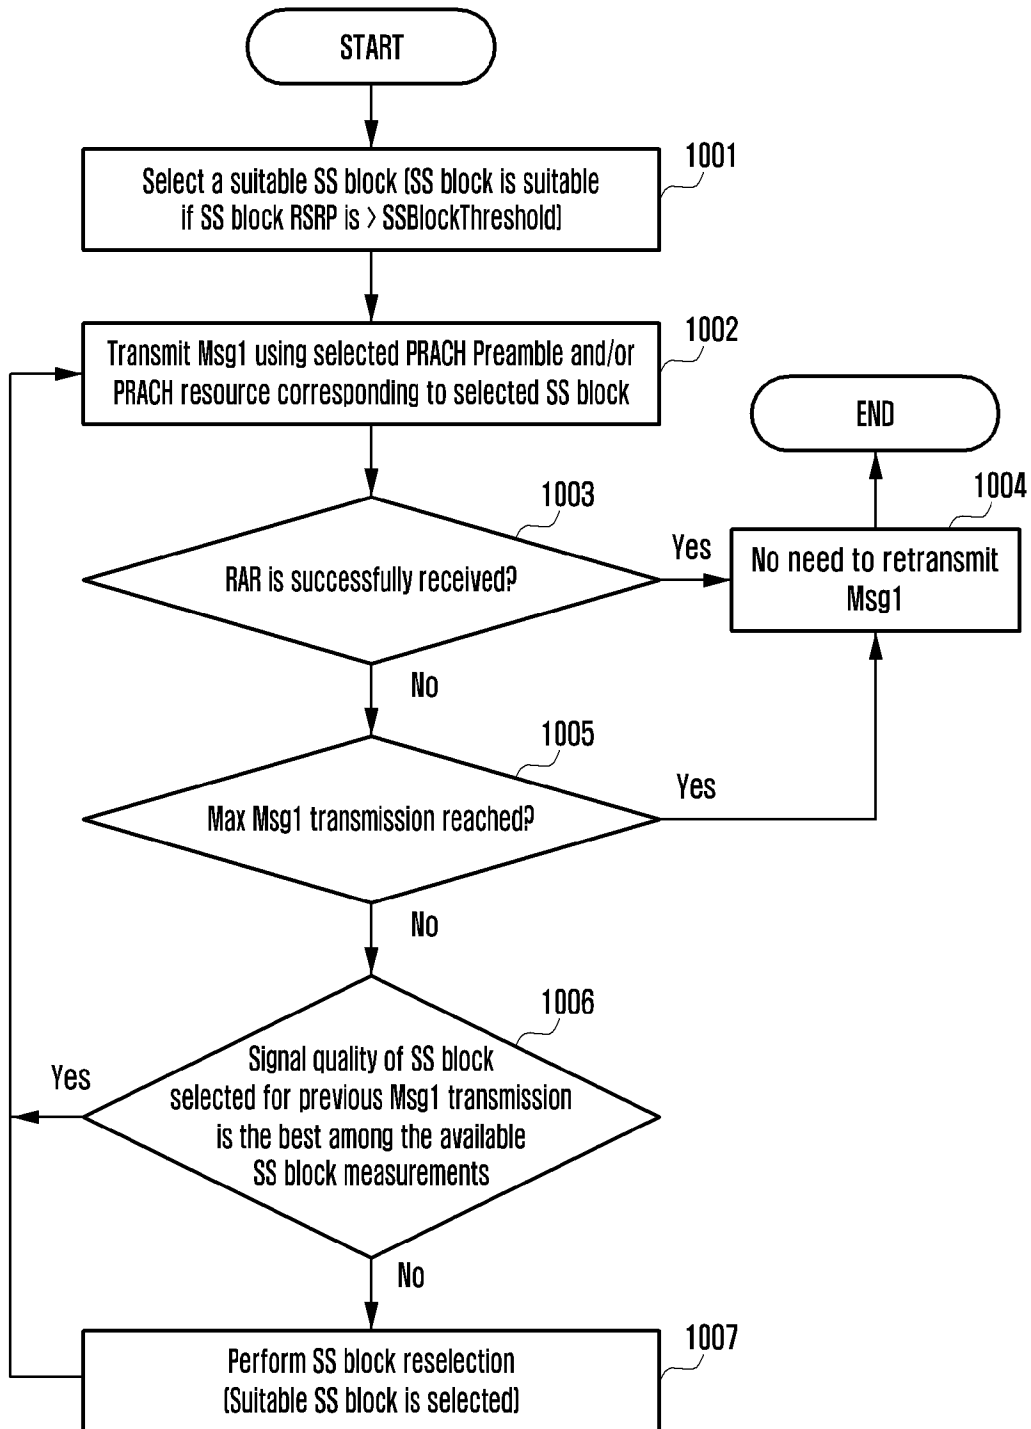 START
1001
Select a suitable SS block (SS block is suitable
if SS block RSRP is > SSBlockThreshold)
1002
Transmit Msg1 using selected PRACH Preamble and/or
PRACH resource corresponding to selected SS block
END
1003
1004
RAR is successfully received?
Yes
No need to retransmit
Msg1
No
1005
Max Msg1 transmission reached?
Yes
No
1006
Signal quality of SS block
selected for previous Msg1 transmission
is the best among the available
SS block measurements
Yes
No
1007
Perform SS block reselection
(Suitable SS block is selected)